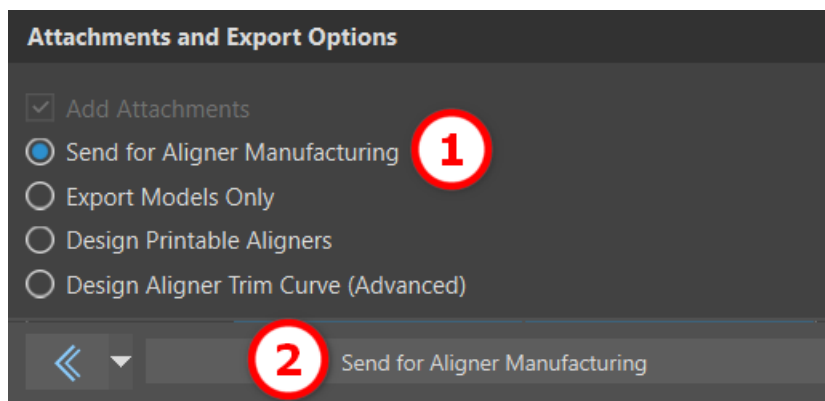 Attachments and Export Options
Add Attachments
Send for Aligner Manufacturing 1
Export Models Only
Design Printable Aligners
Design Aligner Trim Curve (Advanced)
2 Send for Aligner Manufacturing